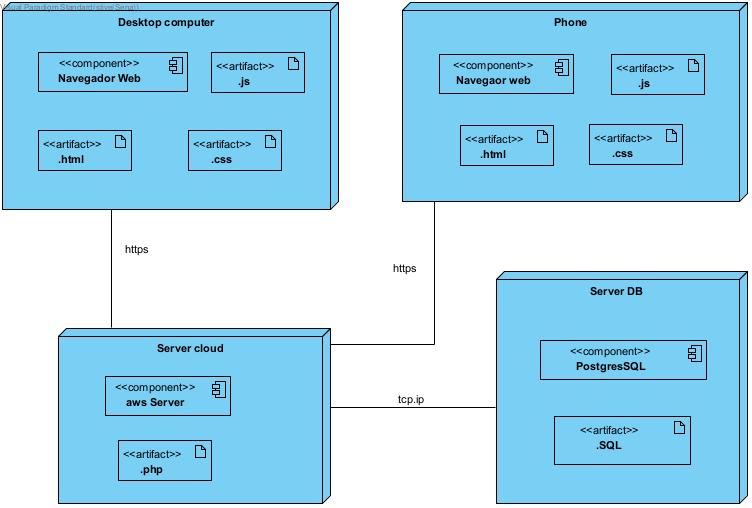 Visual Paradigm Standard(silve(Sena))
Desktop computer
<<component>>
Navegador Web
<<artifact>>
.js
<<artifact>>
.html
<<artifact>>
.css
Phone
<<component>>
Navegaor web
<<artifact>>
.js
<<artifact>>
.html
<<artifact>>
.css
https
https
Server cloud
<<component>>
aws Server
<<artifact>>
.php
tcp.ip
Server DB
<<component>>
PostgresSQL
<<artifact>>
.SQL